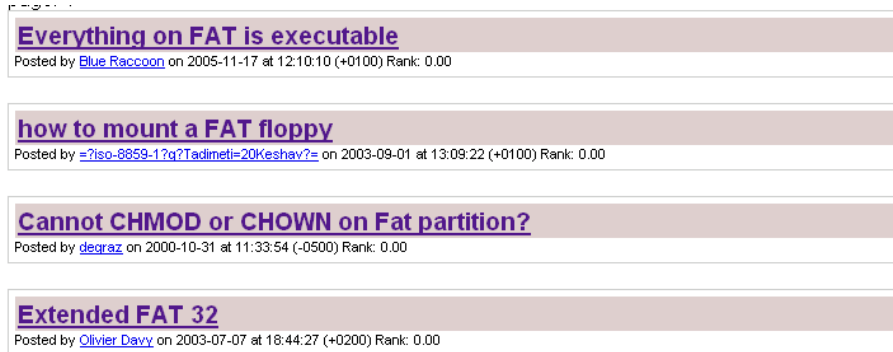 Everything on FAT is executable
Posted by Blue Raccoon on 2005-11-17 at 12:10:10 (+0100) Rank: 0.00
how to mount a FAT floppy
Posted by =?iso-8859-1?q?Tadimeti=20Keshav?= on 2003-09-01 at 13:09:22 (+0100) Rank: 0.00
Cannot CHMOD or CHOWN on Fat partition?
Posted by degraz on 2000-10-31 at 11:33:54 (-0500) Rank: 0.00
Extended FAT 32
Posted by Olivier Davy on 2003-07-07 at 18:44:27 (+0200) Rank: 0.00